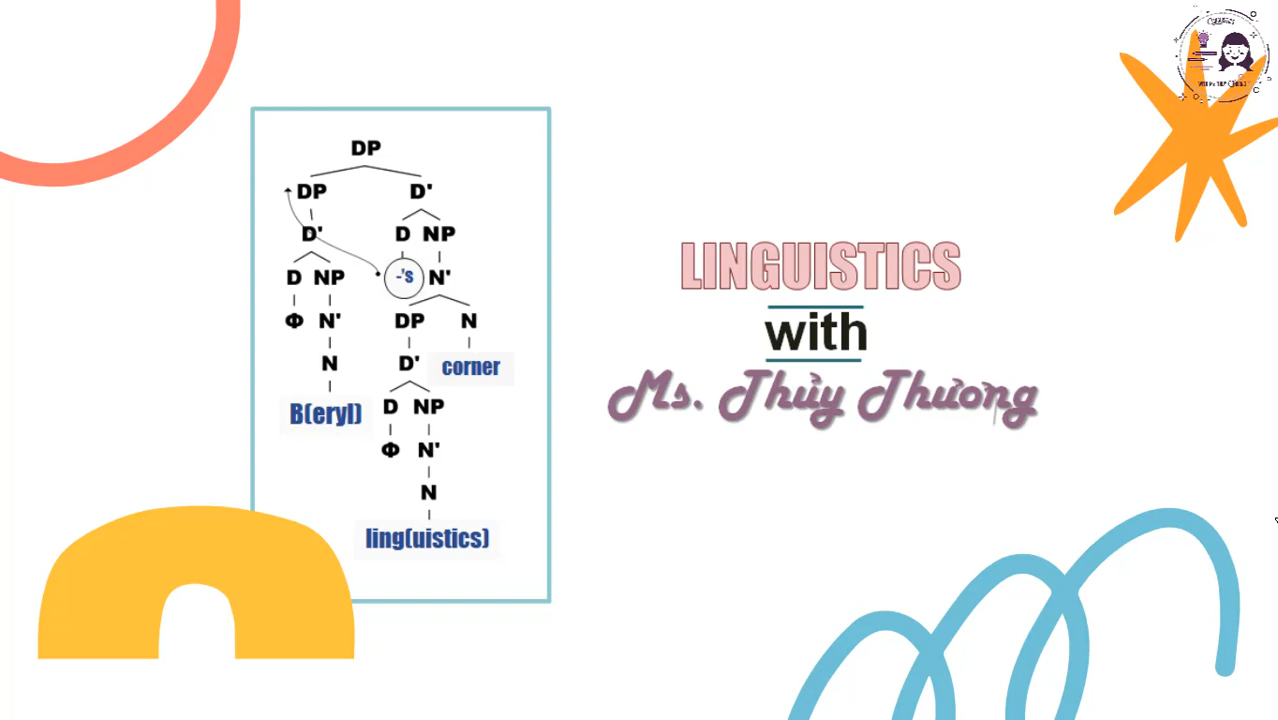 DP
DP D'
D' D NP
D NP -'s N'
Φ N' DP N
N D' corner
B(eryl) D NP
Φ N'
N
ling(uistics)
LINGUISTICS
with
Ms. Thủy Thương